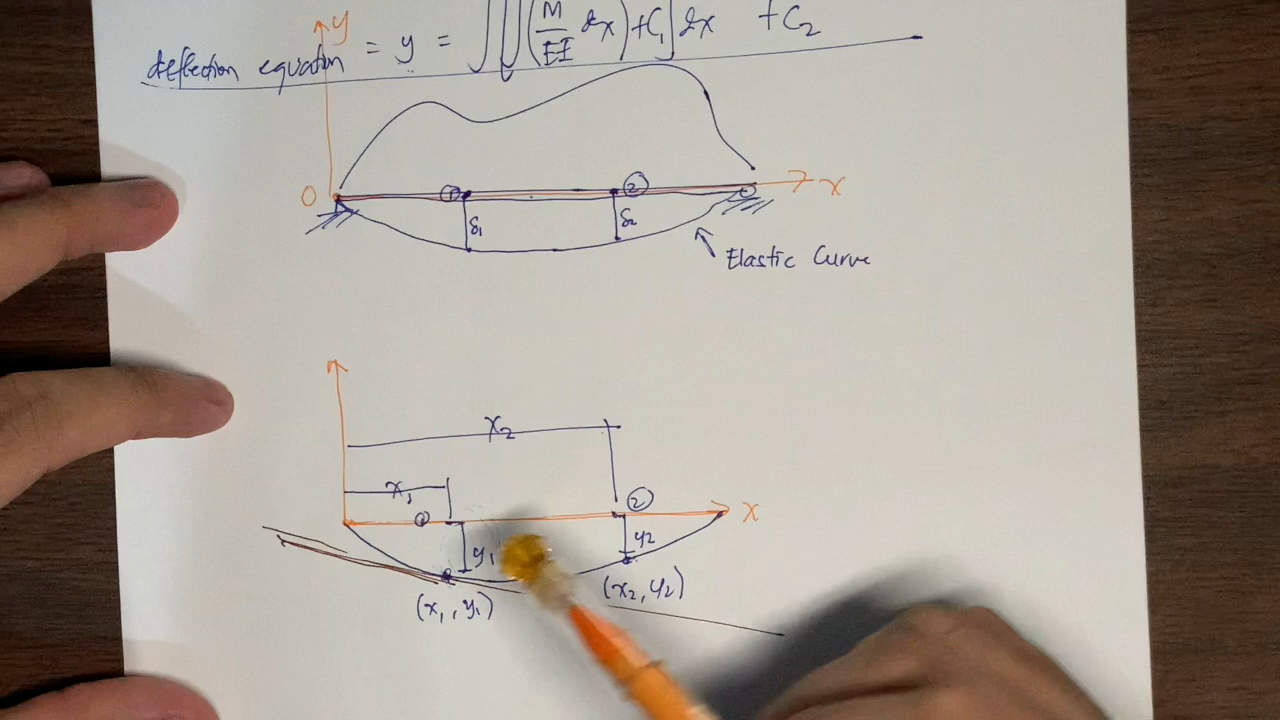 y
deflection equation = y = ∫[∫(M/EI dx)+C₁]dx + C₂
0 ① ② x
δ₁ δ₂
Elastic Curve
x₂
x₁
① ② x
y₁ y₂
(x₁, y₁) (x₂, y₂)